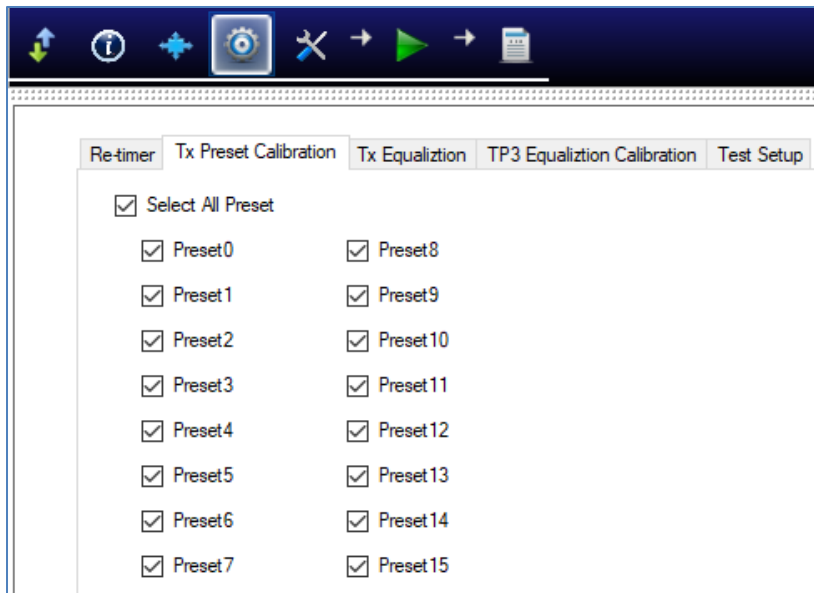 Re-timer Tx Preset Calibration Tx Equaliztion TP3 Equaliztion Calibration Test Setup
Select All Preset
Preset0 Preset8
Preset1 Preset9
Preset2 Preset10
Preset3 Preset11
Preset4 Preset12
Preset5 Preset13
Preset6 Preset14
Preset7 Preset15